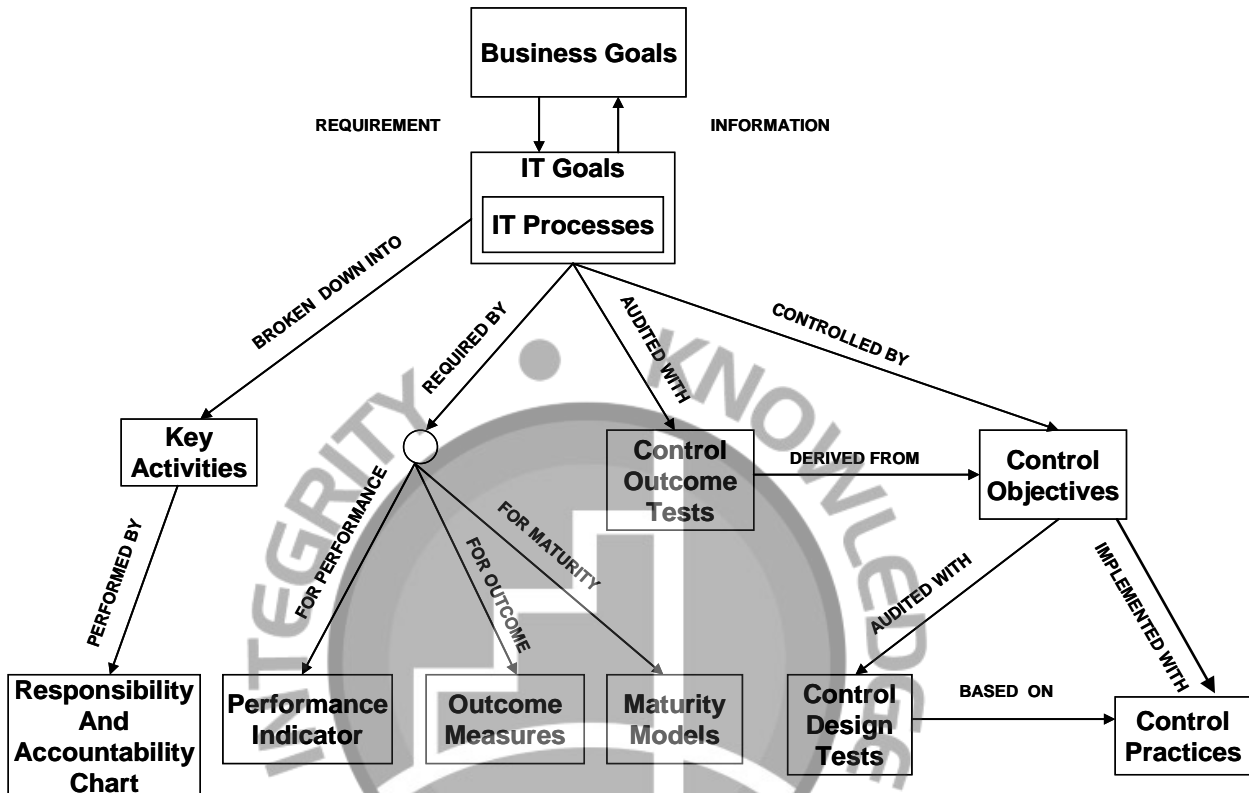 Business Goals
REQUIREMENT
INFORMATION
IT Goals
IT Processes
BROKEN DOWN INTO
REQUIRED BY
AUDITED WITH
CONTROLLED BY
INTEGRITY • KNOWLEDGE
Key
Activities
Control
Outcome
Tests
DERIVED FROM
Control
Objectives
PERFORMED BY
FOR PERFORMANCE
FOR OUTCOME
FOR MATURITY
AUDITED WITH
IMPLEMENTED WITH
Responsibility
And
Accountability
Chart
Performance
Indicator
Outcome
Measures
Maturity
Models
Control
Design
Tests
BASED ON
Control
Practices